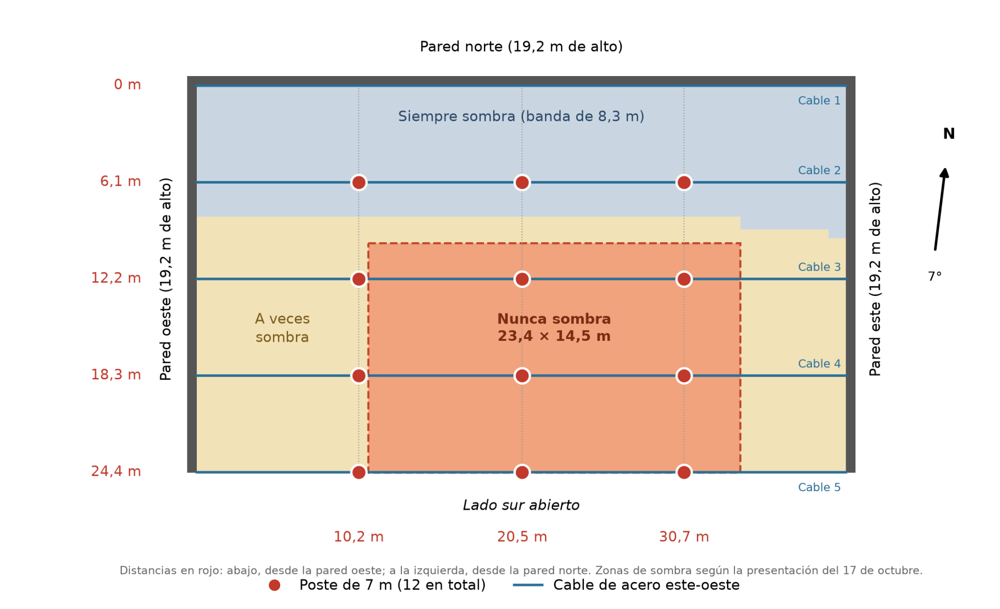 Pared norte (19,2 m de alto)
0 m
Cable 1
Siempre sombra (banda de 8,3 m)
N
Cable 2
6,1 m
Pared oeste (19,2 m de alto)
Pared este (19,2 m de alto)
Cable 3
12,2 m
7°
A veces
sombra
Nunca sombra
23,4 × 14,5 m
Cable 4
18,3 m
24,4 m
Cable 5
Lado sur abierto
10,2 m
20,5 m
30,7 m
Distancias en rojo: abajo, desde la pared oeste; a la izquierda, desde la pared norte. Zonas de sombra según la presentación del 17 de octubre.
Poste de 7 m (12 en total)
Cable de acero este-oeste